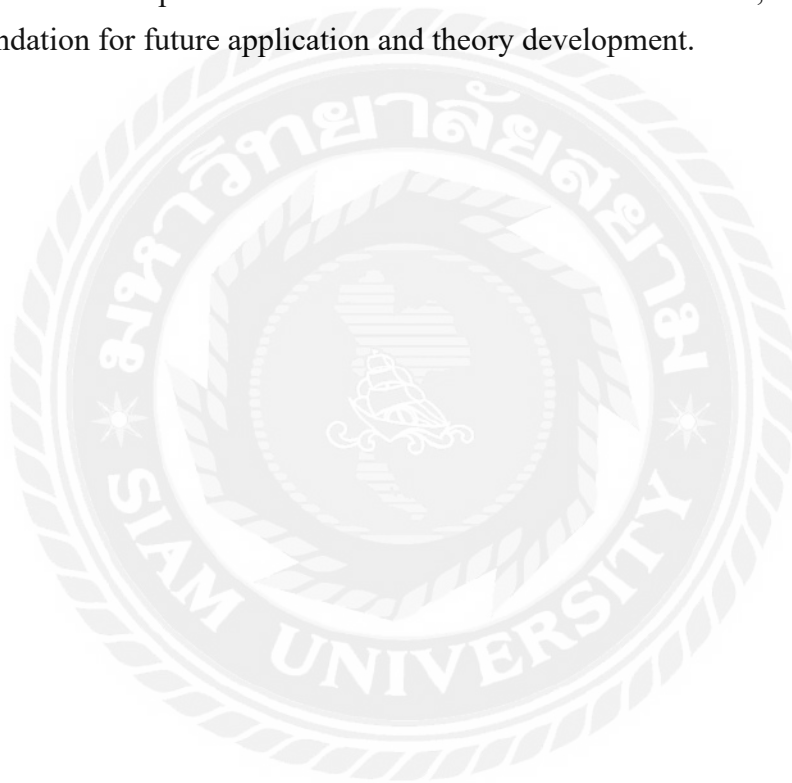 ndation for future application and theory development.
มหาวิทยาลัยสยาม
SIAM UNIVERSITY